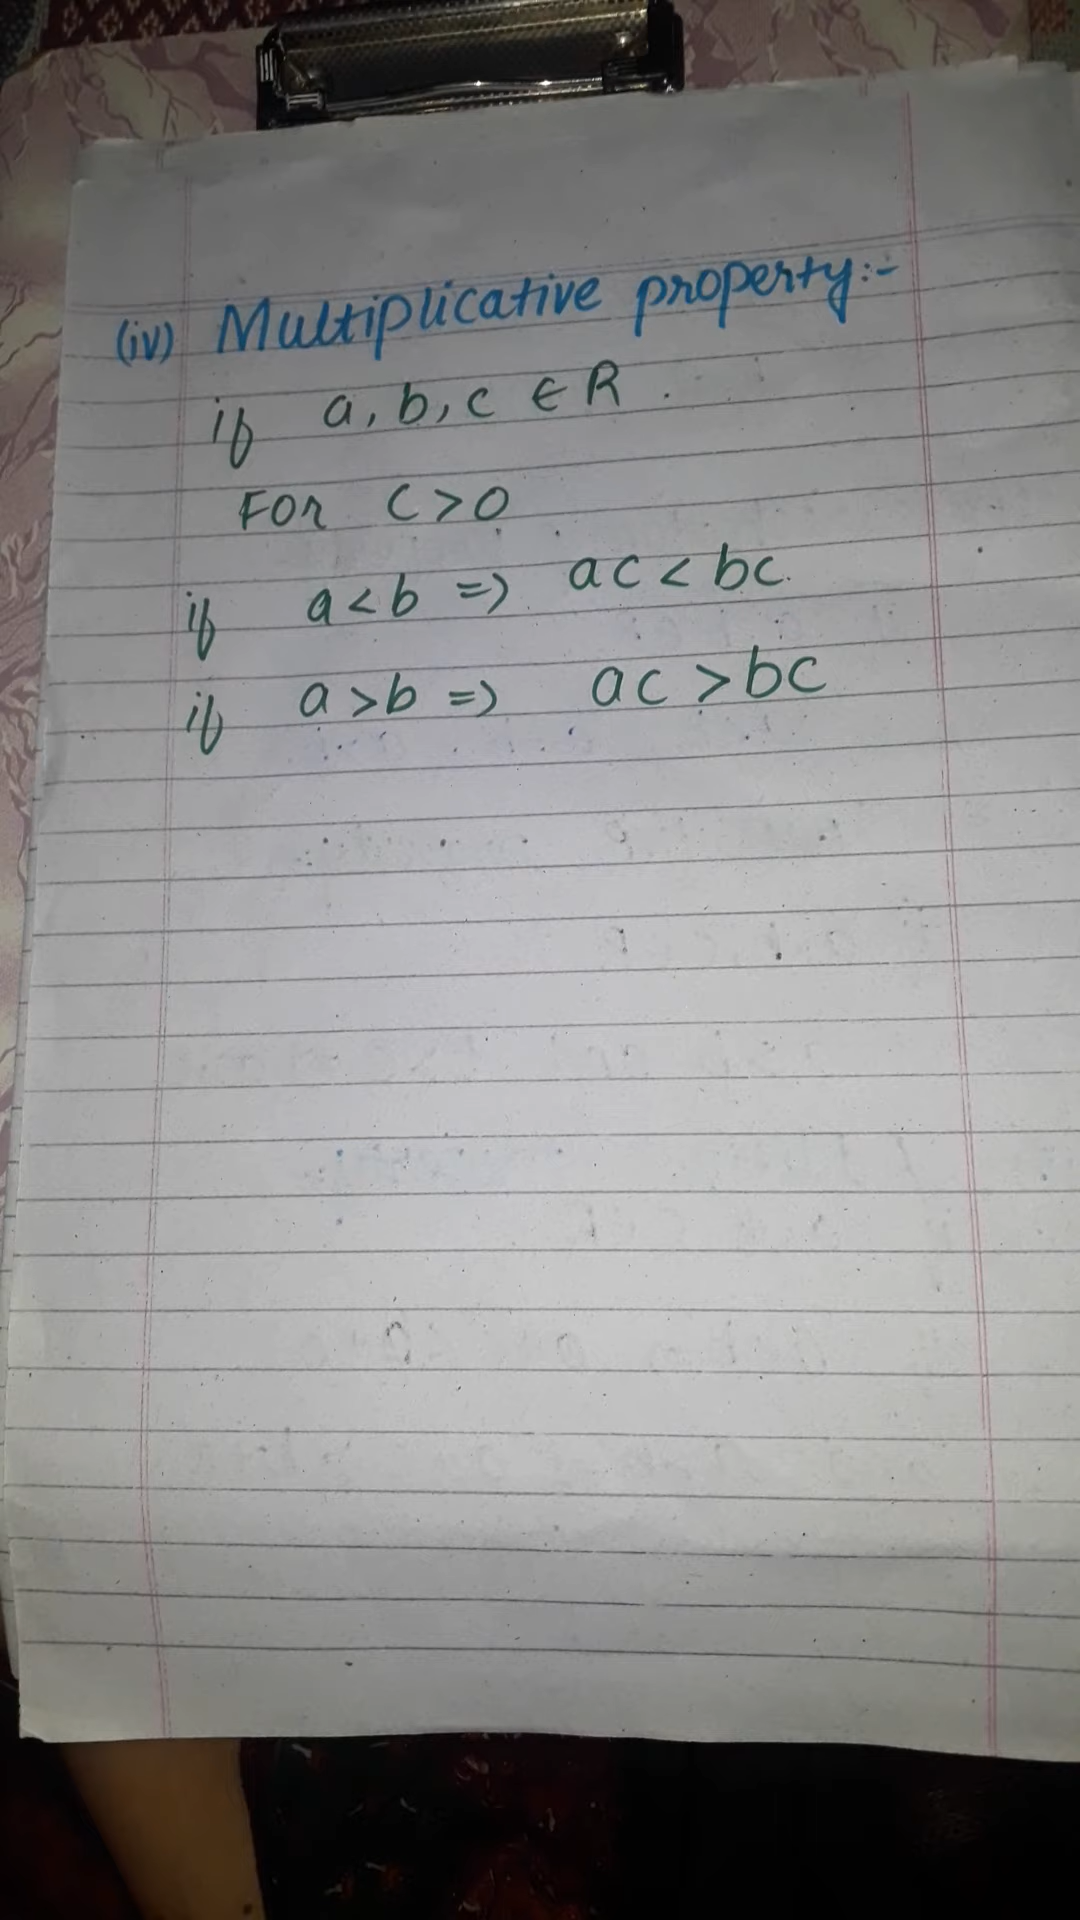 (iv) Multiplicative property:-
if a, b, c ∈ R .
For c>0
if a<b => ac < bc.
if a>b => ac > bc